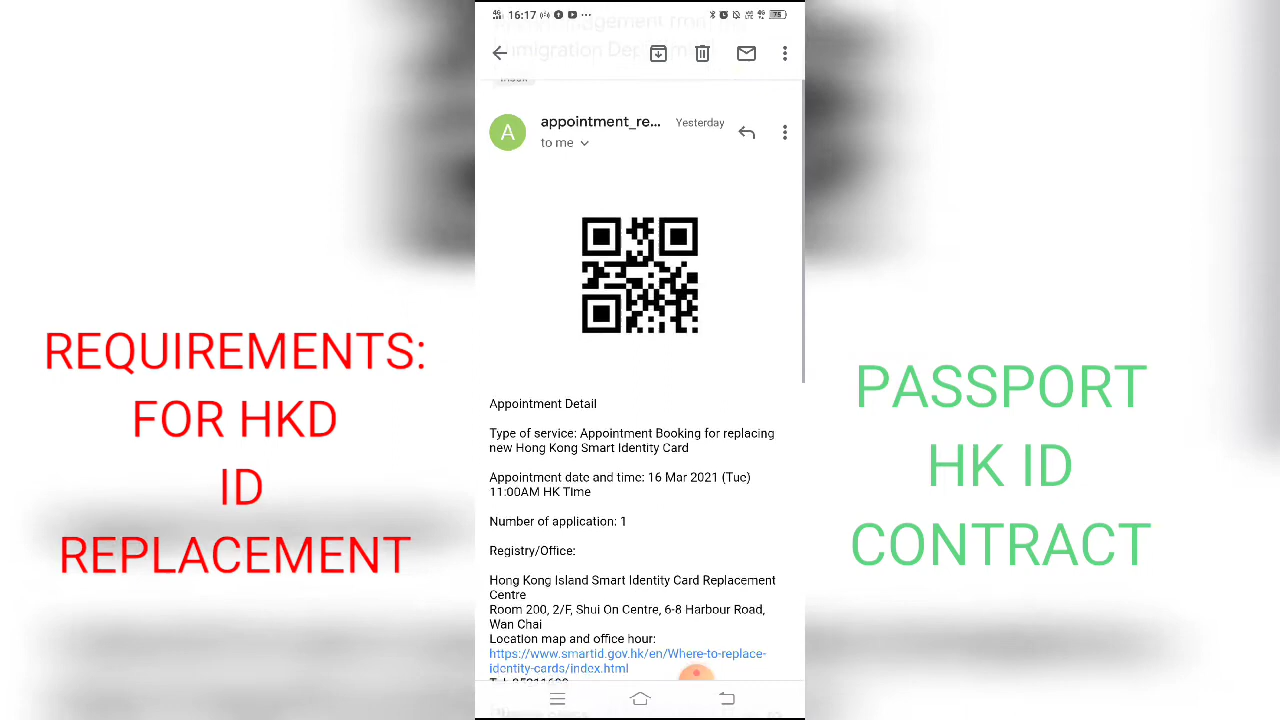 REQUIREMENTS:
FOR HKD
ID
REPLACEMENT
4G 16:17 75
A
appointment_re...
Yesterday
to me
Appointment Detail
Type of service: Appointment Booking for replacing
new Hong Kong Smart Identity Card
Appointment date and time: 16 Mar 2021 (Tue)
11:00AM HK Time
Number of application: 1
Registry/Office:
Hong Kong Island Smart Identity Card Replacement
Centre
Room 200, 2/F, Shui On Centre, 6-8 Harbour Road,
Wan Chai
Location map and office hour:
https://www.smartid.gov.hk/en/Where-to-replace-
identity-cards/index.html
PASSPORT
HK ID
CONTRACT